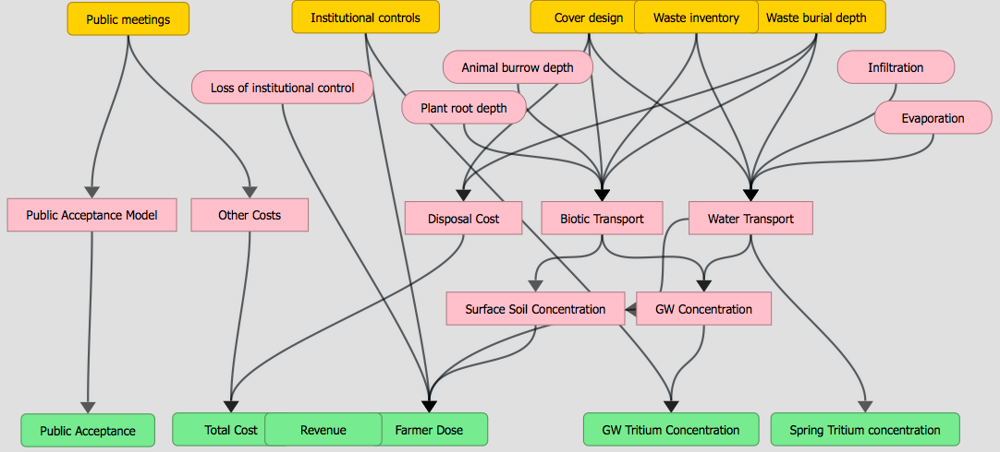 Public meetings
Institutional controls
Cover design
Waste inventory
Waste burial depth
Animal burrow depth
Infiltration
Loss of institutional control
Plant root depth
Evaporation
Public Acceptance Model
Other Costs
Disposal Cost
Biotic Transport
Water Transport
Surface Soil Concentration
GW Concentration
Public Acceptance
Total Cost
Revenue
Farmer Dose
GW Tritium Concentration
Spring Tritium concentration